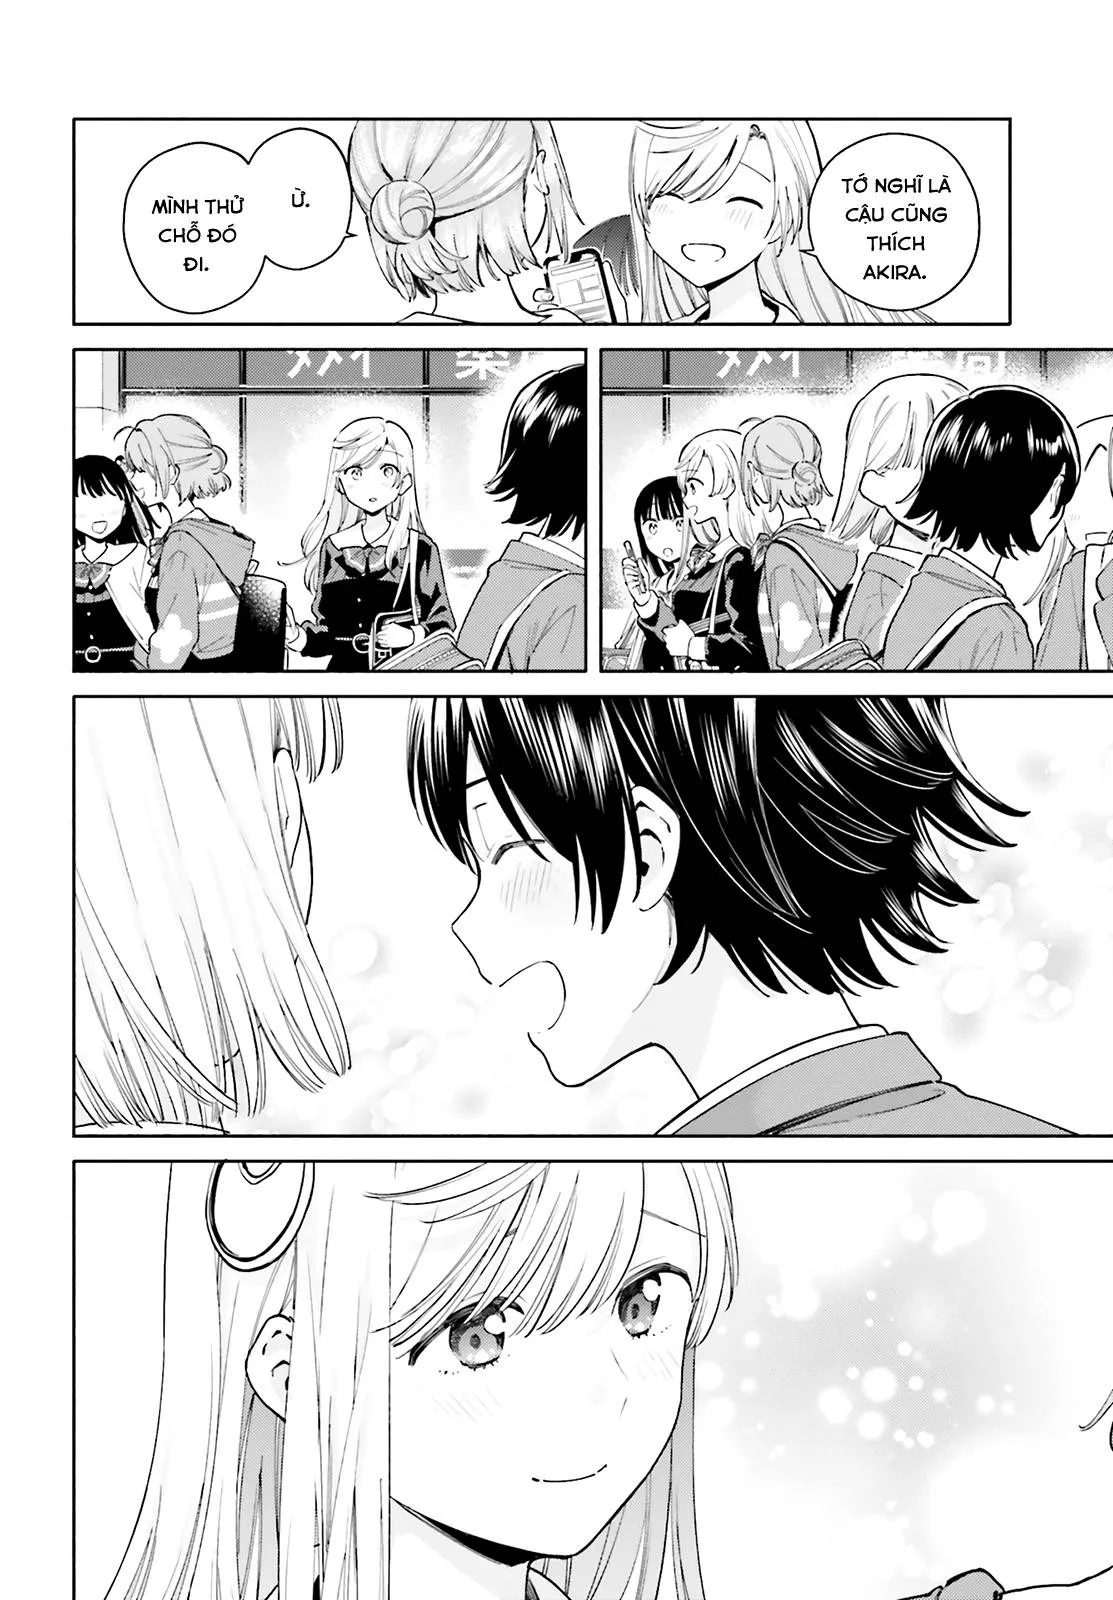 TỚ NGHĨ LÀ
CẬU CŨNG
THÍCH
AKIRA.
Ừ.
MÌNH THỬ
CHỖ ĐÓ
ĐI.